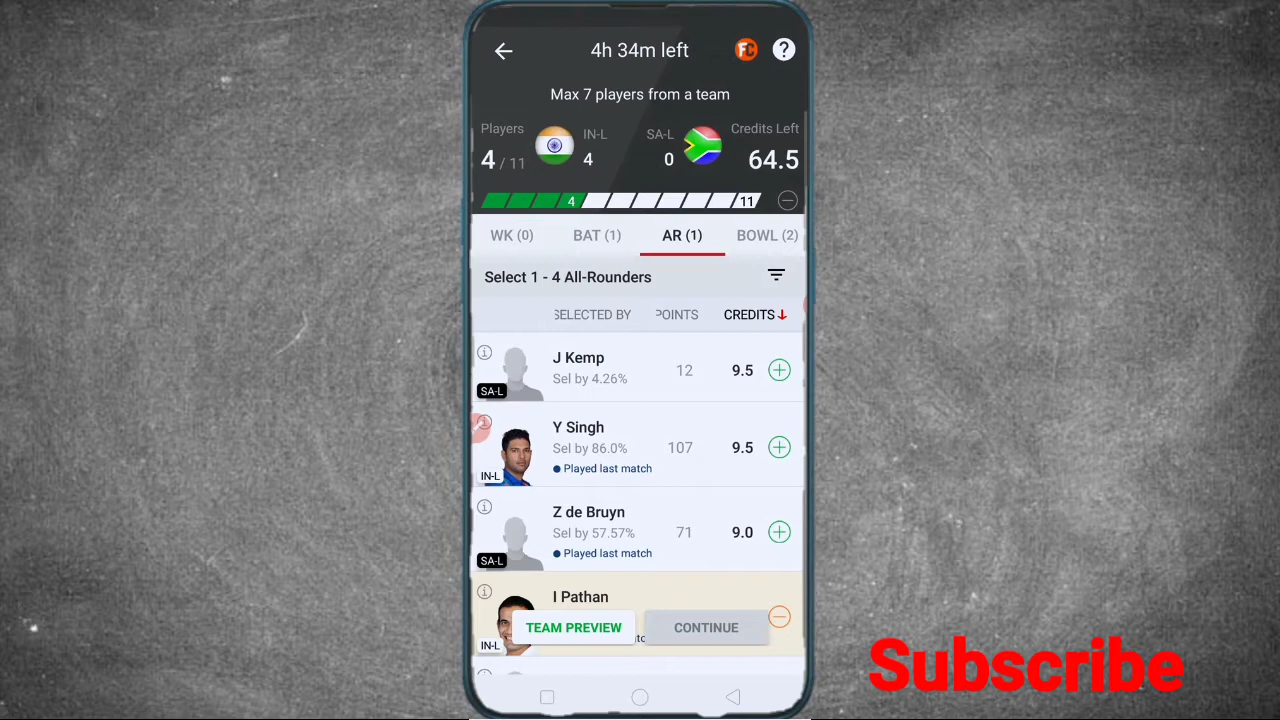 4h 34m left
FC
?
Max 7 players from a team
Players
IN-L
SA-L
Credits Left
4 / 11
4
0
64.5
4
11
WK (0)
BAT (1)
AR (1)
BOWL (2)
Select 1 - 4 All-Rounders
SELECTED BY
POINTS
CREDITS
J Kemp
Sel by 4.26%
12
9.5
SA-L
Y Singh
Sel by 86.0%
107
9.5
Played last match
IN-L
Z de Bruyn
Sel by 57.57%
71
9.0
Played last match
SA-L
I Pathan
TEAM PREVIEW
CONTINUE
IN-L
Subscribe